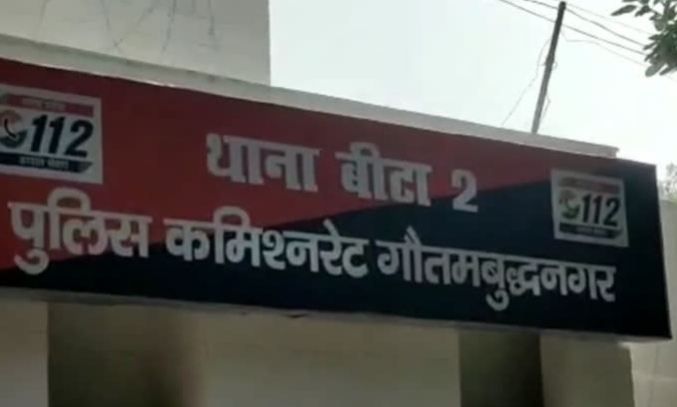 112
थाना बीटा 2
112
पुलिस कमिश्नरेट गौतमबुद्धनगर